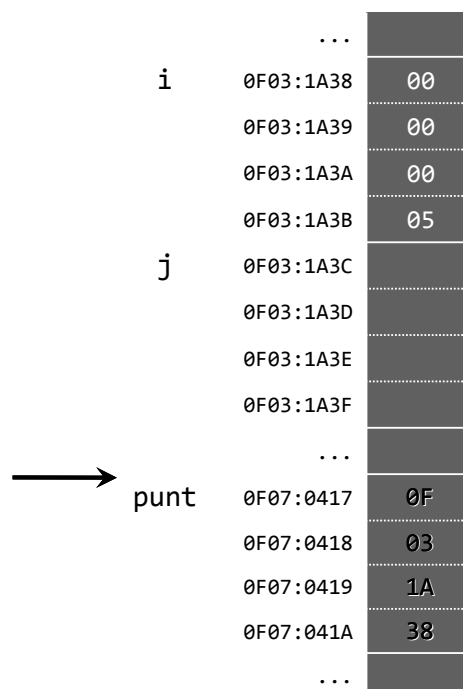 ...
i 0F03:1A38 00
0F03:1A39 00
0F03:1A3A 00
0F03:1A3B 05
j 0F03:1A3C
0F03:1A3D
0F03:1A3E
0F03:1A3F
...
punt 0F07:0417 0F
0F07:0418 03
0F07:0419 1A
0F07:041A 38
...